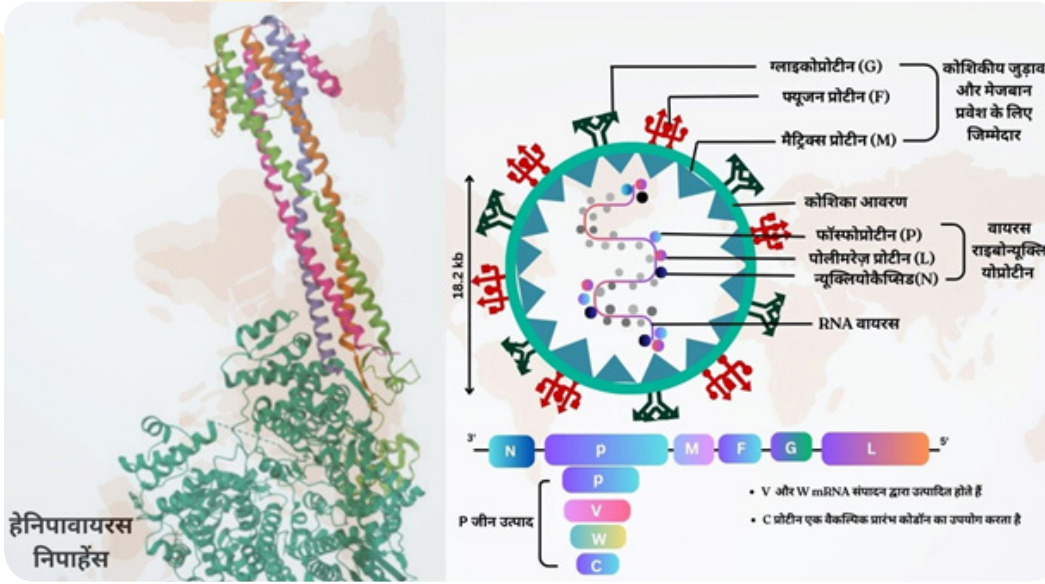 ग्लाइकोप्रोटीन (G)
फ्यूजन प्रोटीन (F)
मैट्रिक्स प्रोटीन (M)
कोशिकीय जुड़ाव
और मेजबान
प्रवेश के लिए
जिम्मेदार
कोशिका आवरण
फॉस्फोप्रोटीन (P)
पोलीमरेज़ प्रोटीन (L)
न्यूक्लियोकैप्सिड(N)
वायरस
राइबोन्यूक्लि
योप्रोटीन
RNA वायरस
18.2 kb
3'
N
p
M
F
G
L
5'
P जीन उत्पाद
p
V
W
C
• V और W mRNA संपादन द्वारा उत्पादित होते हैं
• C प्रोटीन एक वैकल्पिक प्रारंभ कोडॉन का उपयोग करता है
हेनिपावायरस
निपाहेंस